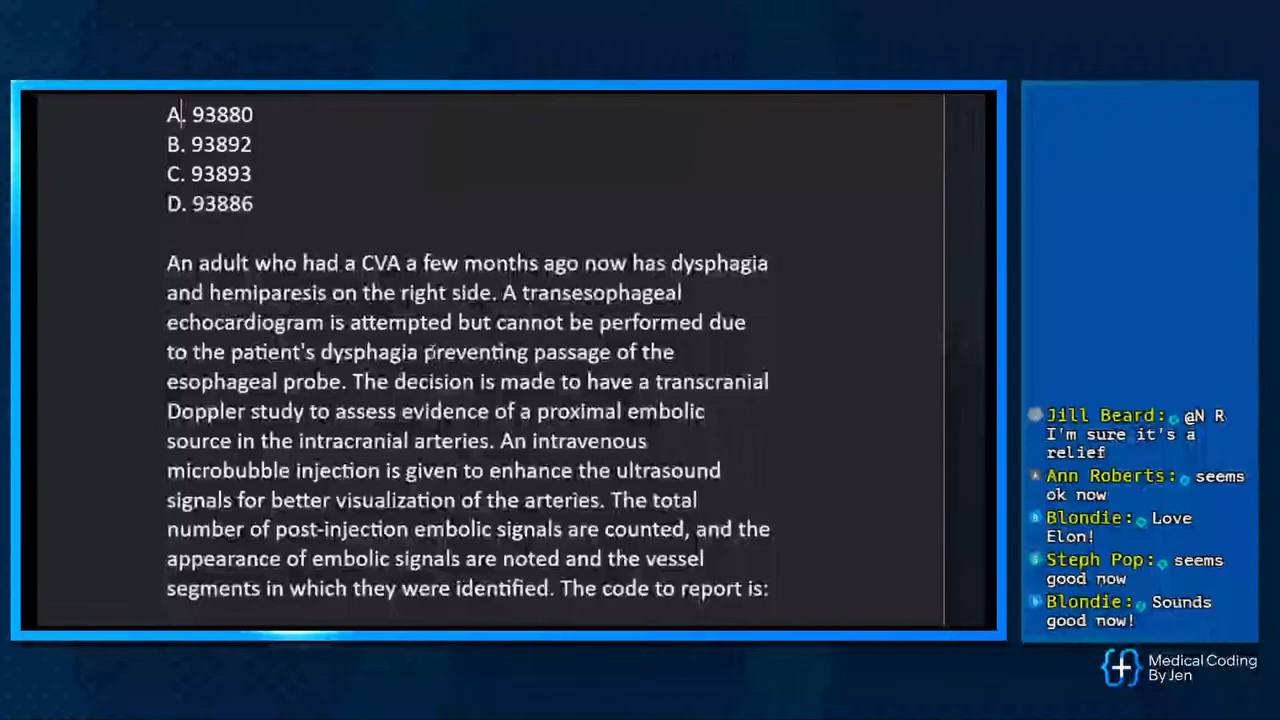 A. 93880
B. 93892
C. 93893
D. 93886
An adult who had a CVA a few months ago now has dysphagia
and hemiparesis on the right side. A transesophageal
echocardiogram is attempted but cannot be performed due
to the patient's dysphagia preventing passage of the
esophageal probe. The decision is made to have a transcranial
Doppler study to assess evidence of a proximal embolic
source in the intracranial arteries. An intravenous
microbubble injection is given to enhance the ultrasound
signals for better visualization of the arteries. The total
number of post-injection embolic signals are counted, and the
appearance of embolic signals are noted and the vessel
segments in which they were identified. The code to report is:
Jill Beard: @N R
I'm sure it's a
relief
Ann Roberts: seems
ok now
Blondie: Love
Elon!
Steph Pop: seems
good now
Blondie: Sounds
good now!
Medical Coding
By Jen